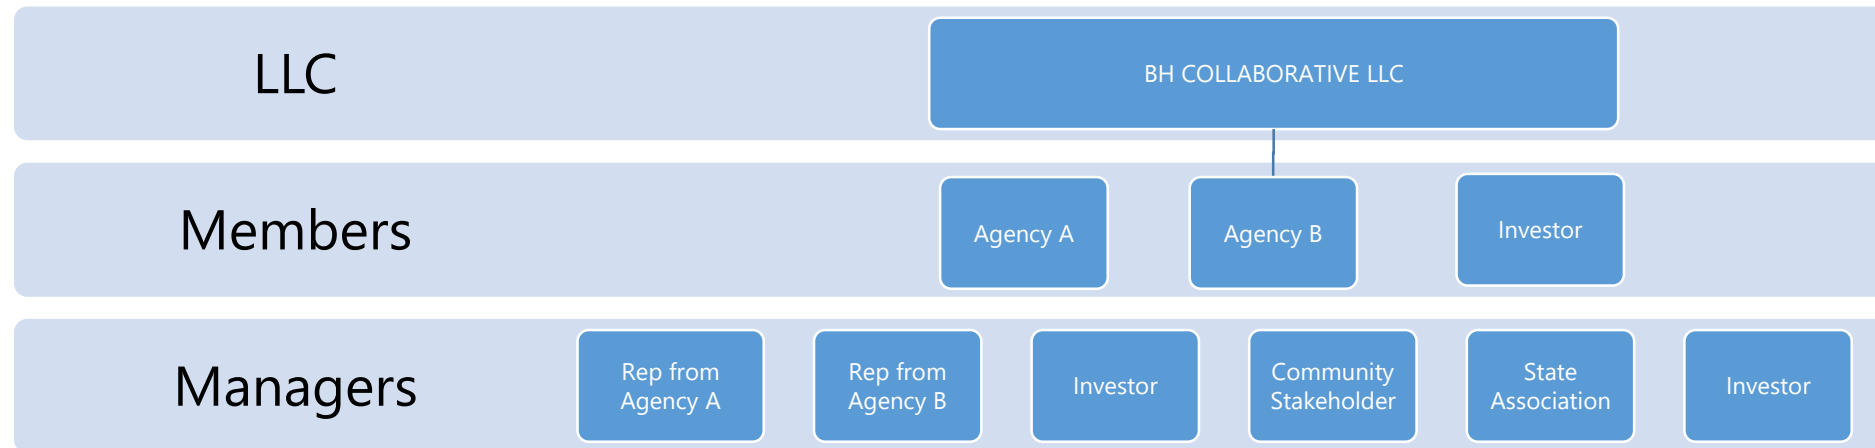 LLC
BH COLLABORATIVE LLC
Members
Agency A
Agency B
Investor
Managers
Rep from
Agency A
Rep from
Agency B
Investor
Community
Stakeholder
State
Association
Investor